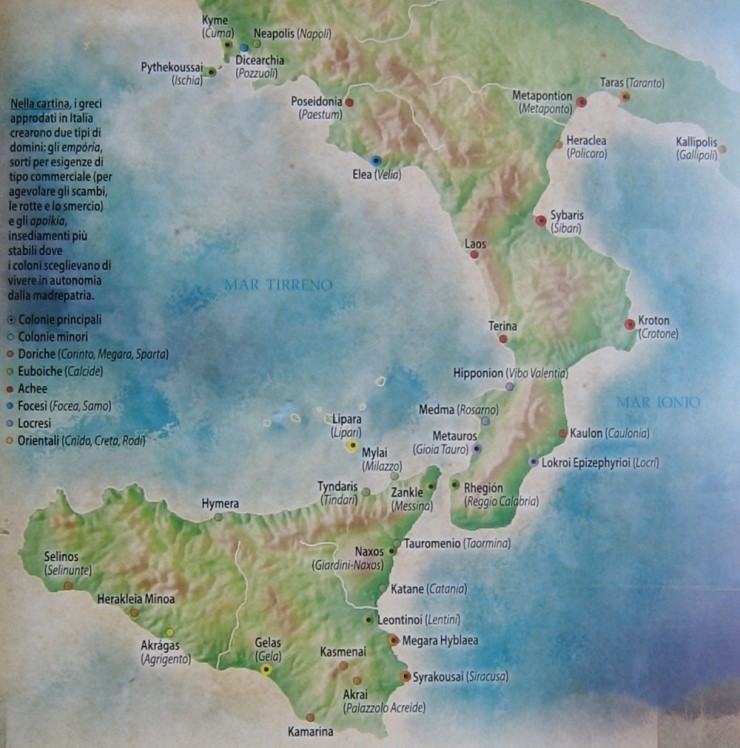 Kyme
(Cuma)
Neapolis (Napoli)
Dicearchia
(Pozzuoli)
Pythekoussai
(Ischia)
Poseidonia
(Paestum)
Metapontion
(Metaponto)
Taras (Taranto)
Heraclea
(Policoro)
Kallipolis
(Gallipoli)
Elea (Velia)
Nella cartina, i greci
approdati in Italia
crearono due tipi di
domini: gli empória,
sorti per esigenze di
tipo commerciale (per
agevolare gli scambi,
le rotte e lo smercio)
e gli apoikía,
insediamenti più
stabili dove
i coloni sceglievano di
vivere in autonomia
dalla madrepatria.
Sybaris
(Sibari)
Laos
MAR TIRRENO
Colonie principali
Colonie minori
Doriche (Corinto, Megara, Sparta)
Euboiche (Calcide)
Achee
Focesi (Focea, Samo)
Locresi
Orientali (Cnido, Creta, Rodi)
Terina
Kroton
(Crotone)
Hipponion (Vibo Valentia)
MAR IONIO
Medma (Rosarno)
Lipara
(Lipari)
Metauros
(Gioia Tauro)
Kaulon (Caulonia)
Mylai
(Milazzo)
Lokroi Epizephyrioi (Locri)
Tyndaris
(Tindari)
Zankle
(Messina)
Rhegión
(Reggio Calabria)
Hymera
Tauromenio (Taormina)
Naxos
(Giardini-Naxos)
Selinos
(Selinunte)
Katane (Catania)
Herakleia Minoa
Leontinoi (Lentini)
Akrágas
(Agrigento)
Gelas
(Gela)
Kasmenai
Megara Hyblaea
Syrakousai (Siracusa)
Akrai
(Palazzolo Acreide)
Kamarina